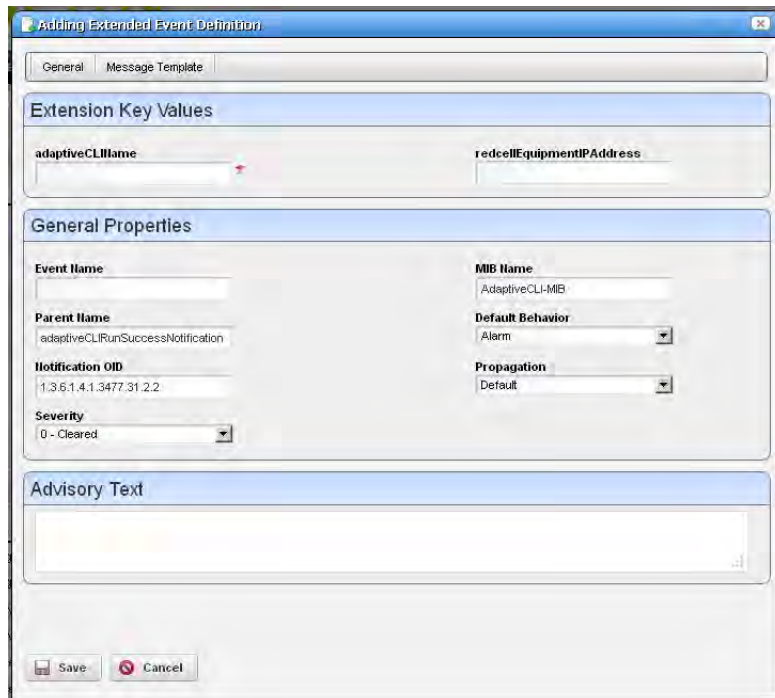 Adding Extended Event Definition
General Message Template
Extension Key Values
adaptiveCLIName redcellEquipmentIPAddress
*
General Properties
Event Name MIB Name
AdaptiveCLI-MIB
Parent Name Default Behavior
adaptiveCLIRunSuccessNotification Alarm
Notification OID Propagation
1.3.6.1.4.1.3477.31.2.2 Default
Severity
0 - Cleared
Advisory Text
Save Cancel